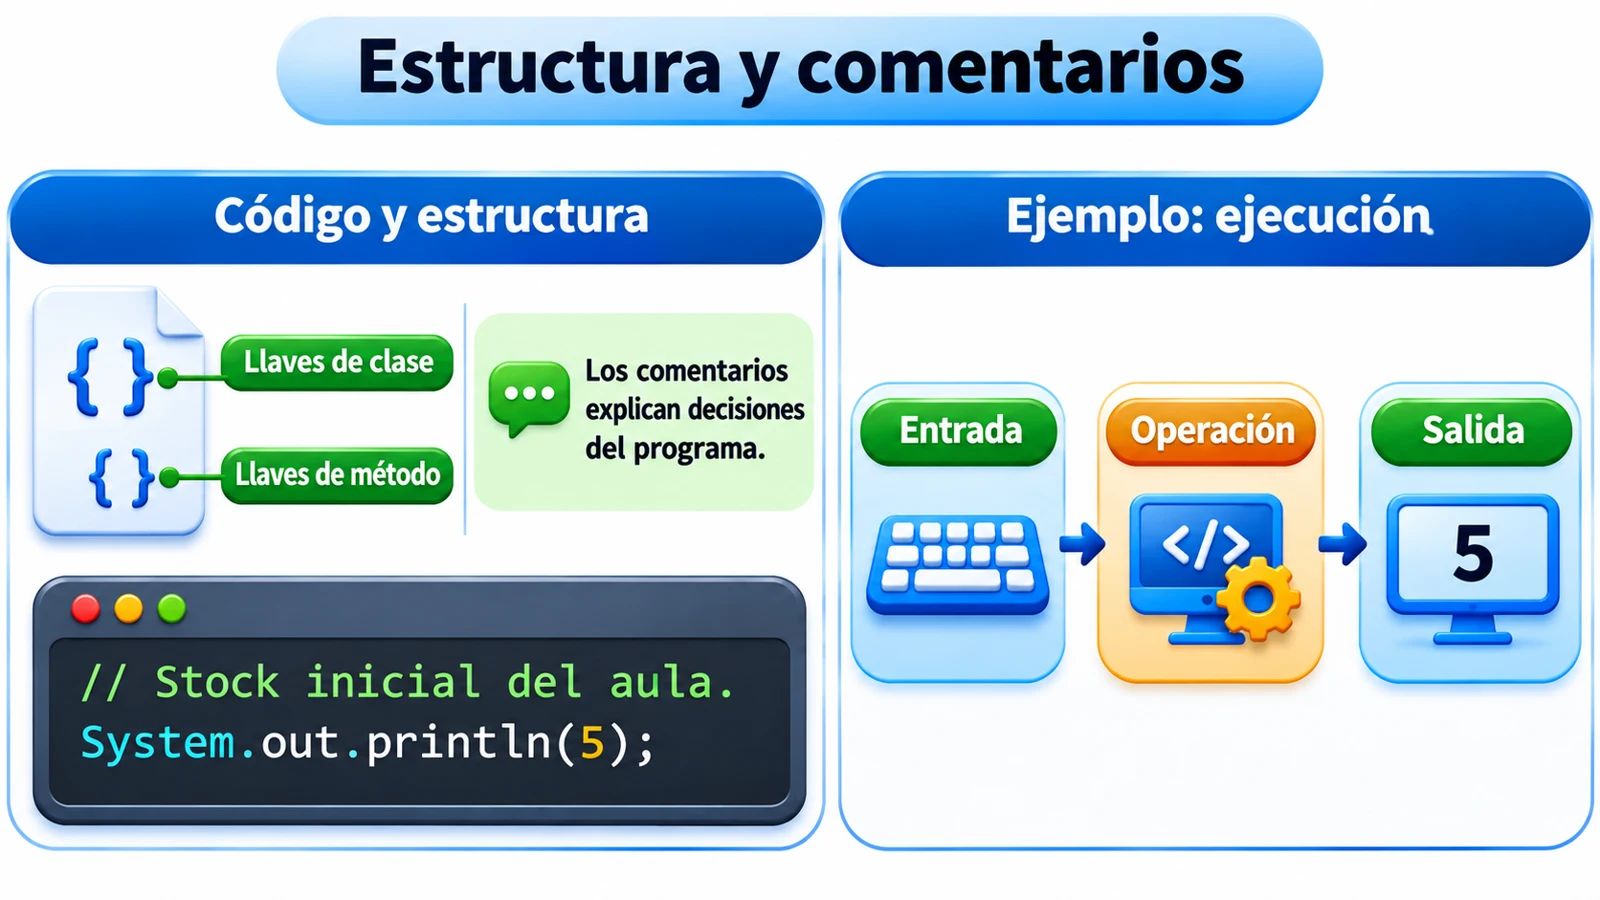 Estructura y comentarios
Código y estructura
{ }
Llaves de clase
{ }
Llaves de método
Los comentarios
explican decisiones
del programa.
// Stock inicial del aula.
System.out.println(5);
Ejemplo: ejecución
Entrada
Operación
</>
Salida
5